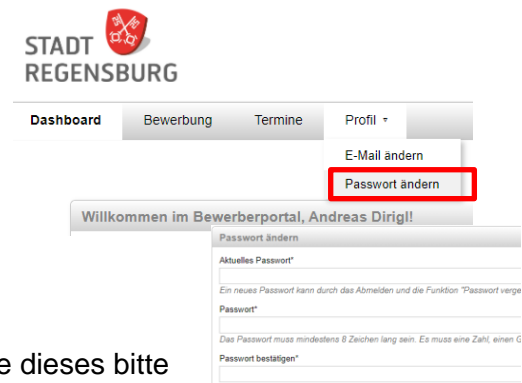 STADT
REGENSBURG
Dashboard Bewerbung Termine Profil ▾
E-Mail ändern
Passwort ändern
Willkommen im Bewerberportal, Andreas Dirigl!
Passwort ändern
Aktuelles Passwort*
Ein neues Passwort kann durch das Abmelden und die Funktion "Passwort verge
Passwort*
Das Passwort muss mindestens 8 Zeichen lang sein. Es muss eine Zahl, einen G
e dieses bitte
Passwort bestätigen*